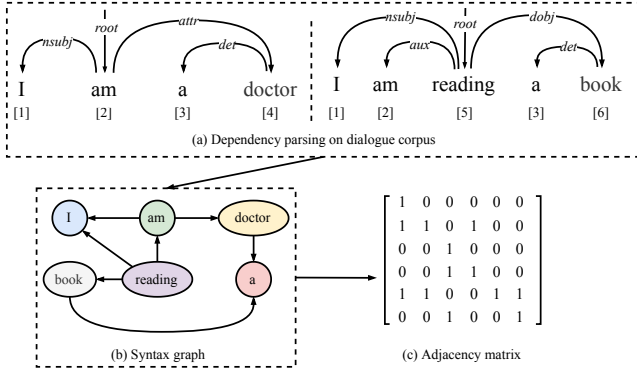 nsubj root attr det
I am a doctor
[1] [2] [3] [4]
nsubj root dobj aux det
I am reading a book
[1] [2] [5] [3] [6]
(a) Dependency parsing on dialogue corpus
I am doctor
book reading a
(b) Syntax graph
1 0 0 0 0 0
1 1 0 1 0 0
0 0 1 0 0 0
0 0 1 1 0 0
1 1 0 0 1 1
0 0 1 0 0 1
(c) Adjacency matrix